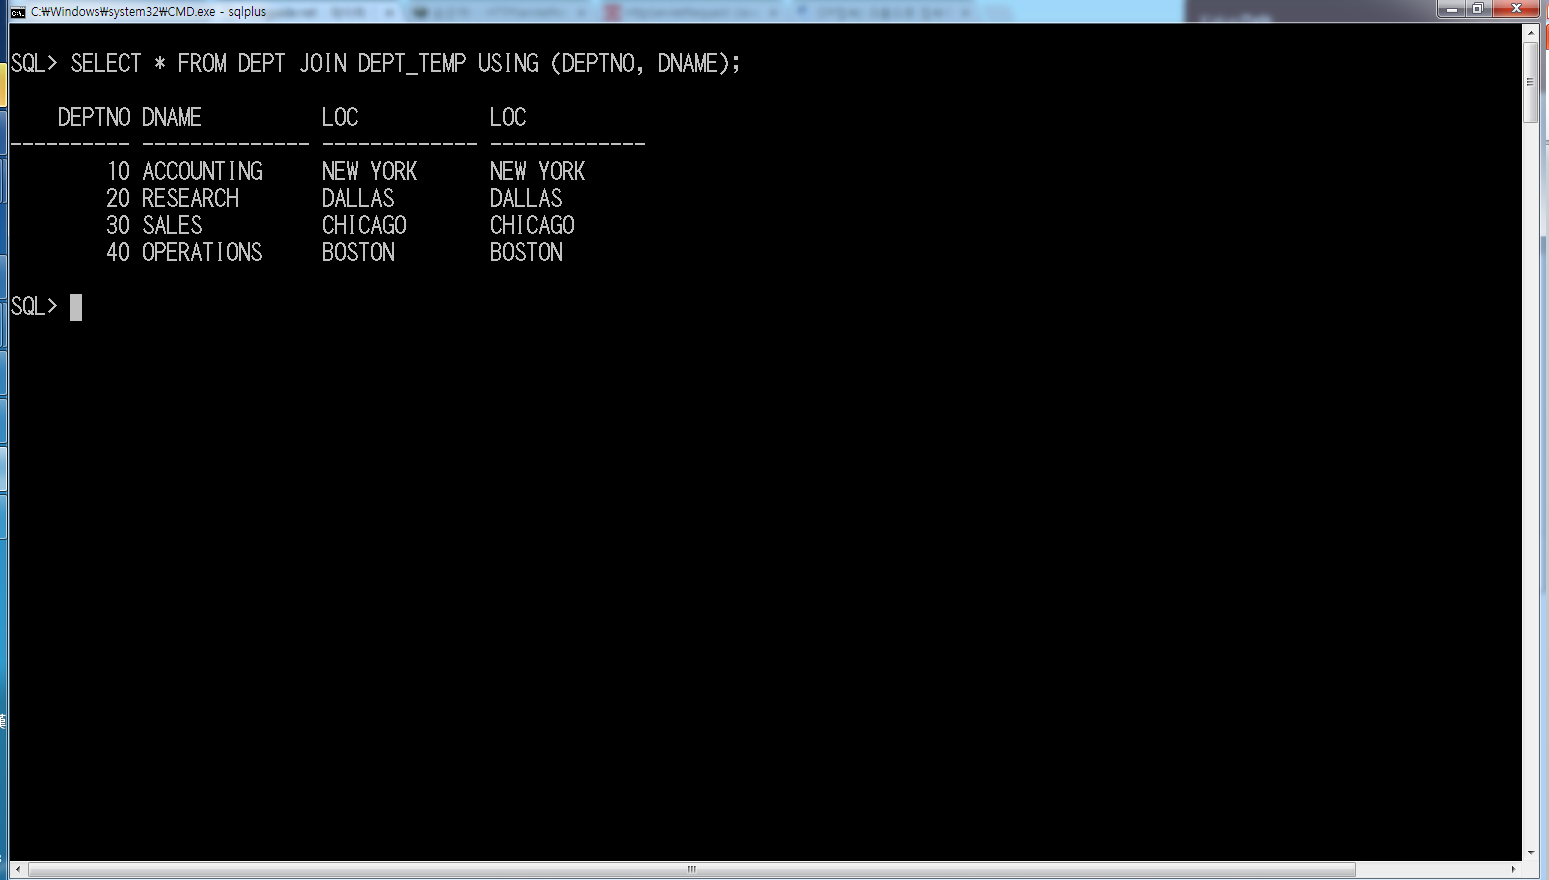 C:₩Windows₩system32₩CMD.exe - sqlplus
SQL> SELECT * FROM DEPT JOIN DEPT_TEMP USING (DEPTNO, DNAME);
    DEPTNO DNAME          LOC           LOC
---------- -------------- ------------- -------------
        10 ACCOUNTING     NEW YORK      NEW YORK
        20 RESEARCH       DALLAS        DALLAS
        30 SALES          CHICAGO       CHICAGO
        40 OPERATIONS     BOSTON        BOSTON
SQL>